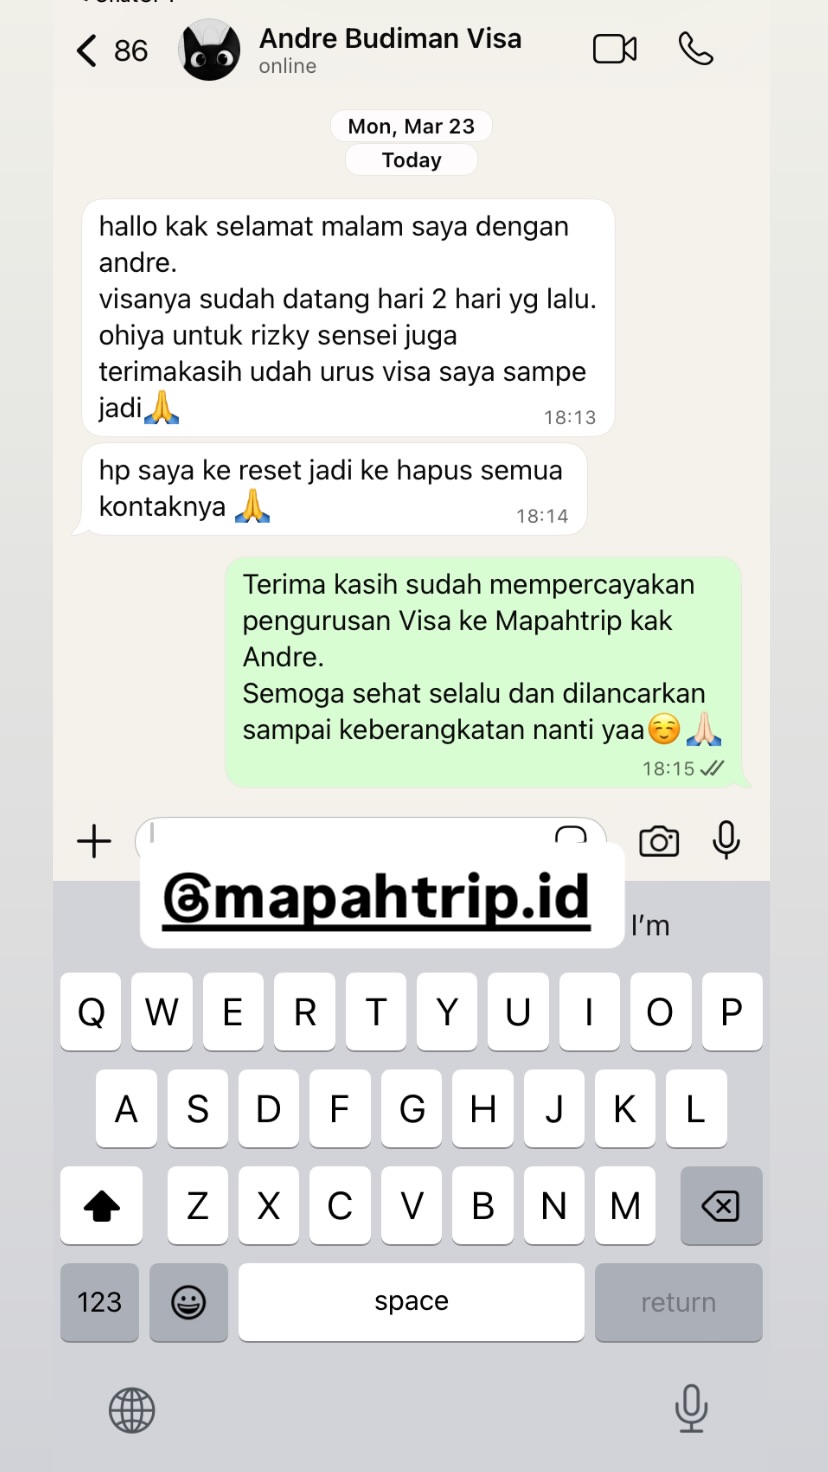 86
Andre Budiman Visa
online
Mon, Mar 23
Today
hallo kak selamat malam saya dengan
andre.
visanya sudah datang hari 2 hari yg lalu.
ohiya untuk rizky sensei juga
terimakasih udah urus visa saya sampe
jadi🙏
18:13
hp saya ke reset jadi ke hapus semua
kontaknya 🙏
18:14
Terima kasih sudah mempercayakan
pengurusan Visa ke Mapahtrip kak
Andre.
Semoga sehat selalu dan dilancarkan
sampai keberangkatan nanti yaa☺️🙏🏻
18:15
@mapahtrip.id
I’m
Q W E R T Y U I O P
A S D F G H J K L
Z X C V B N M
123 space return